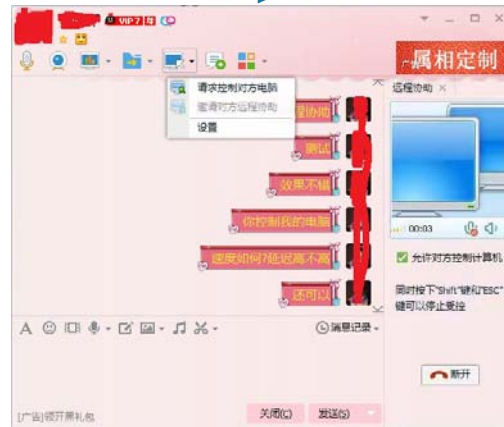 VIP7年
属相定制
远程协助 ×
请求控制对方电脑
邀请对方远程协助
设置
程协助
测试
效果不错
你控制我的电脑
速度如何?延迟高不高
还可以
00:03
允许对方控制计算机
同时按下"Shift"键和"ESC"
键可以停止受控
A
消息记录
断开
[广告]领开黑礼包
关闭(C)
发送(S)